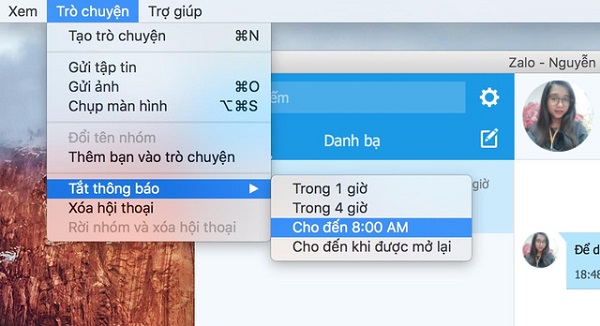 Xem Trò chuyện Trợ giúp
Tạo trò chuyện ⌘N
Zalo - Nguyễn
Gửi tập tin
Gửi ảnh ⌘O
Chụp màn hình ⌥⌘S
Danh bạ
Đổi tên nhóm
Thêm bạn vào trò chuyện
Tắt thông báo
giờ
Xóa hội thoại
Rời nhóm và xóa hội thoại
Trong 1 giờ
Trong 4 giờ
Cho đến 8:00 AM
Cho đến khi được mở lại
Để d
18:48